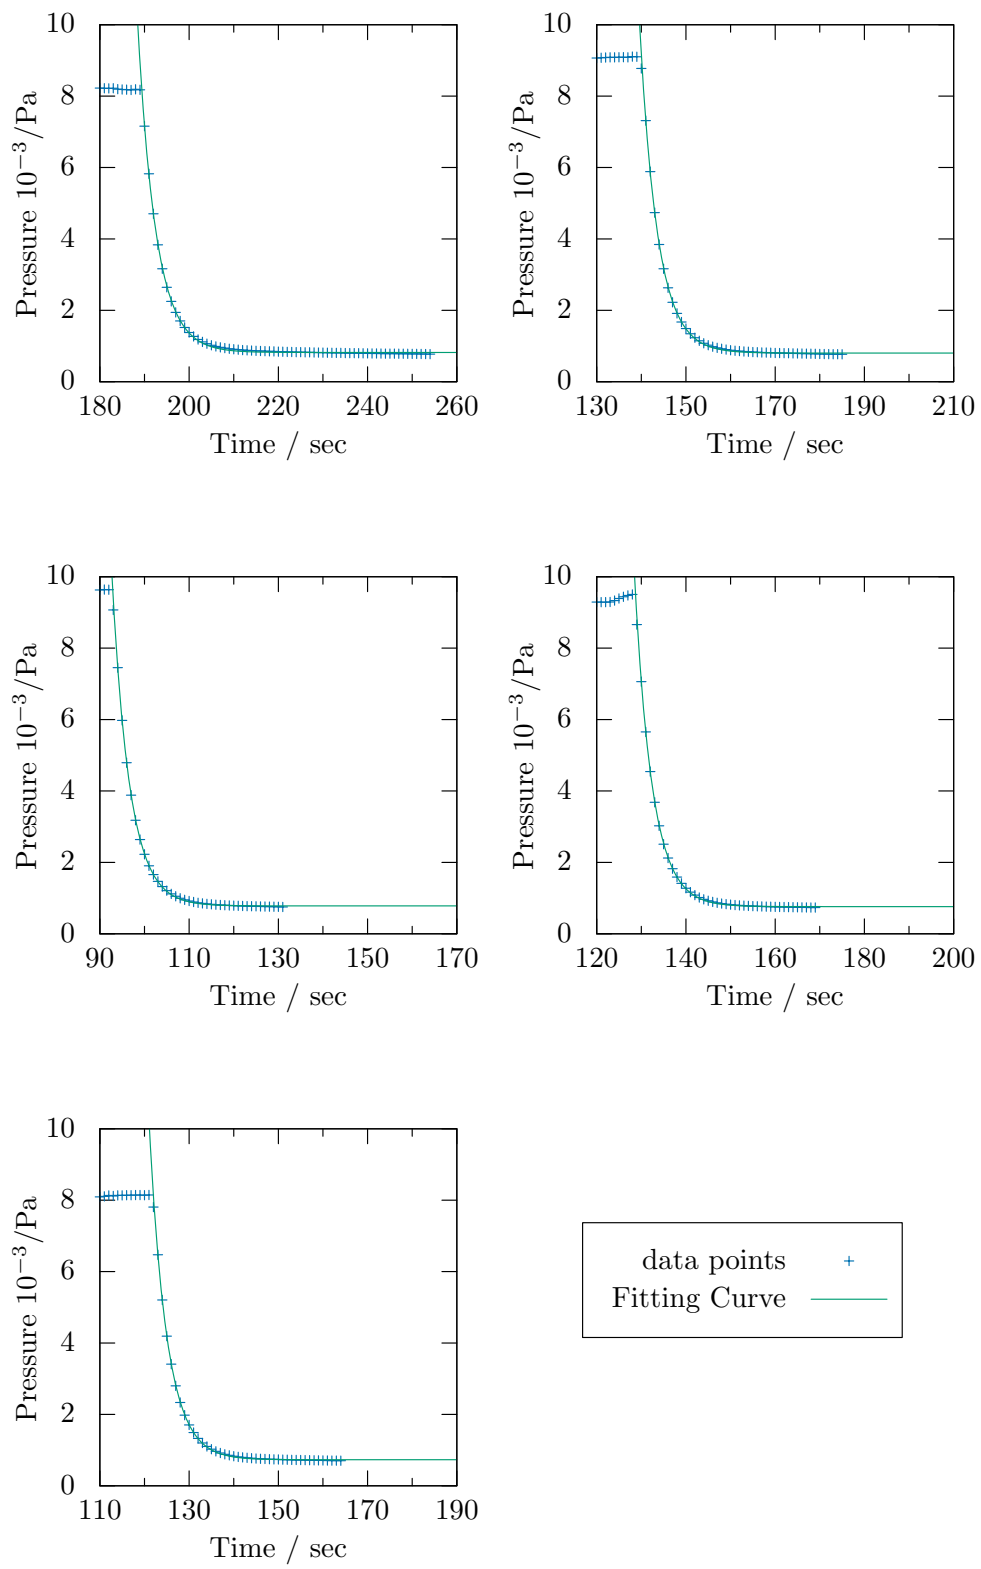 Pressure 10⁻³/Pa
10
8
6
4
2
0
180 200 220 240 260
Time / sec
Pressure 10⁻³/Pa
10
8
6
4
2
0
130 150 170 190 210
Time / sec
Pressure 10⁻³/Pa
10
8
6
4
2
0
90 110 130 150 170
Time / sec
Pressure 10⁻³/Pa
10
8
6
4
2
0
120 140 160 180 200
Time / sec
Pressure 10⁻³/Pa
10
8
6
4
2
0
110 130 150 170 190
Time / sec
data points
Fitting Curve